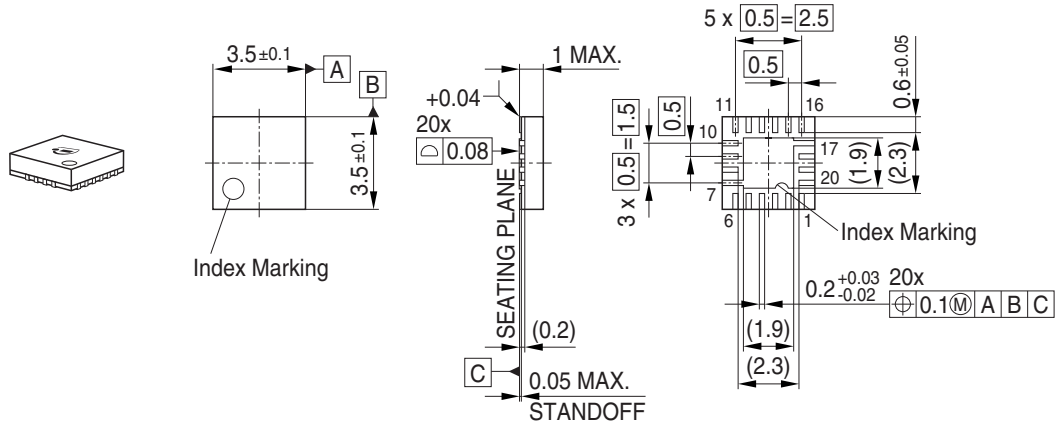 3.5±0.1
A
B
3.5±0.1
Index Marking
1 MAX.
+0.04
20x
0.08
SEATING PLANE
(0.2)
C
0.05 MAX.
STANDOFF
5 x 0.5 = 2.5
0.5
0.6±0.05
11
16
10
17
3 x 0.5 = 1.5
0.5
7
20
(1.9)
(2.3)
6
1
Index Marking
0.2 +0.03 -0.02
20x
⌖ 0.1Ⓜ A B C
(1.9)
(2.3)